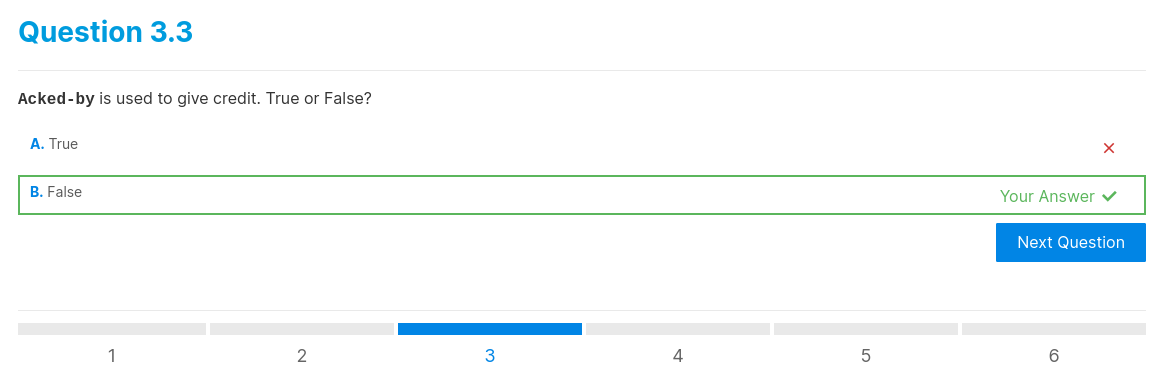 Question 3.3
Acked-by is used to give credit. True or False?
A. True
B. False
Your Answer
Next Question
1 2 3 4 5 6